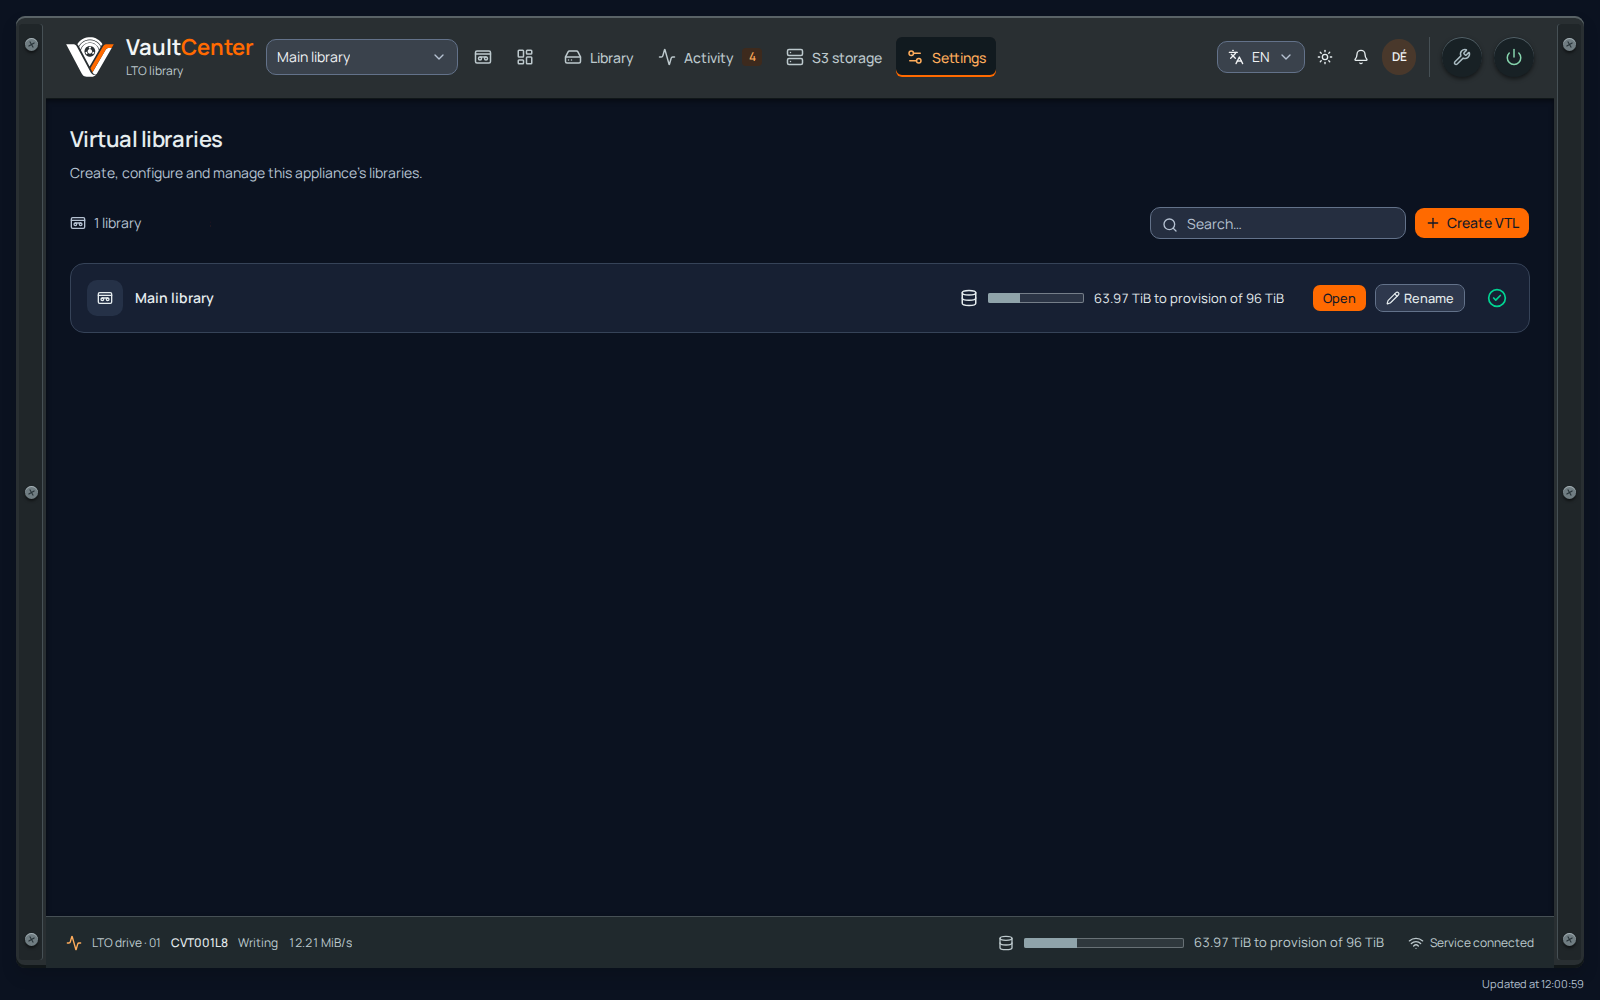 VaultCenter
LTO library
Main library
Library
Activity 4
S3 storage
Settings
EN
DÉ
Virtual libraries
Create, configure and manage this appliance's libraries.
1 library
Search...
Create VTL
Main library
63.97 TiB to provision of 96 TiB
Open
Rename
LTO drive · 01 CVT001L8 Writing 12.21 MiB/s
63.97 TiB to provision of 96 TiB
Service connected
Updated at 12:00:59